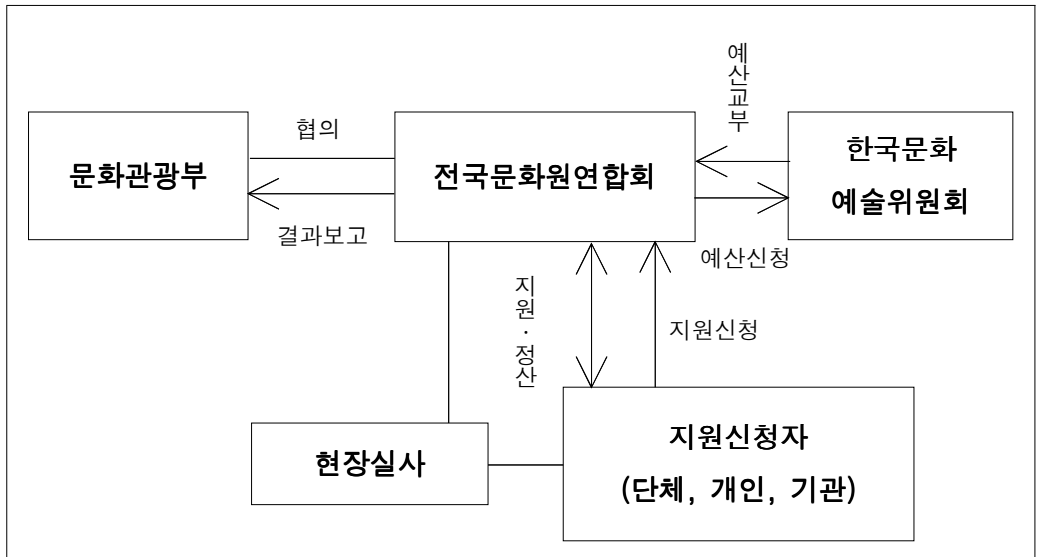 예산교부
문화관광부
협의
결과보고
전국문화원연합회
한국문화
예술위원회
예산신청
지원·정산
지원신청
현장실사
지원신청자
(단체, 개인, 기관)